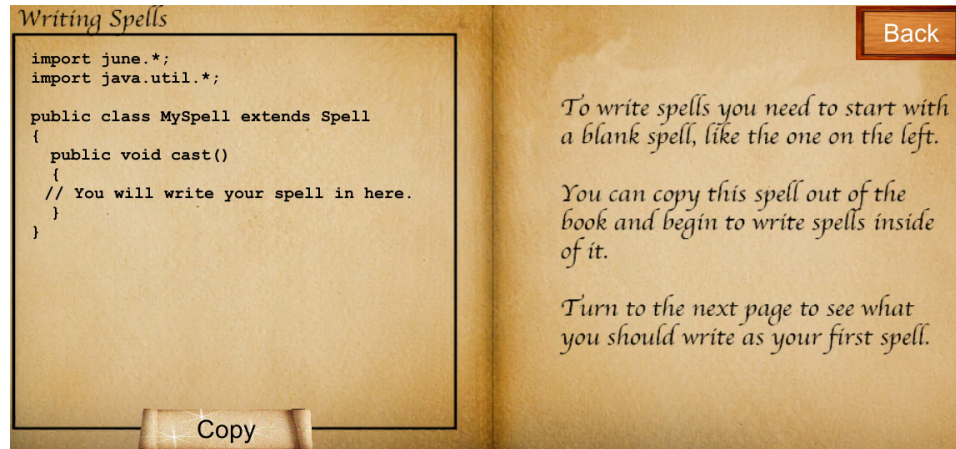 Writing Spells
import june.*;
import java.util.*;
public class MySpell extends Spell
{
public void cast()
{
// You will write your spell in here.
}
}
Copy
Back
To write spells you need to start with
a blank spell, like the one on the left.
You can copy this spell out of the
book and begin to write spells inside
of it.
Turn to the next page to see what
you should write as your first spell.